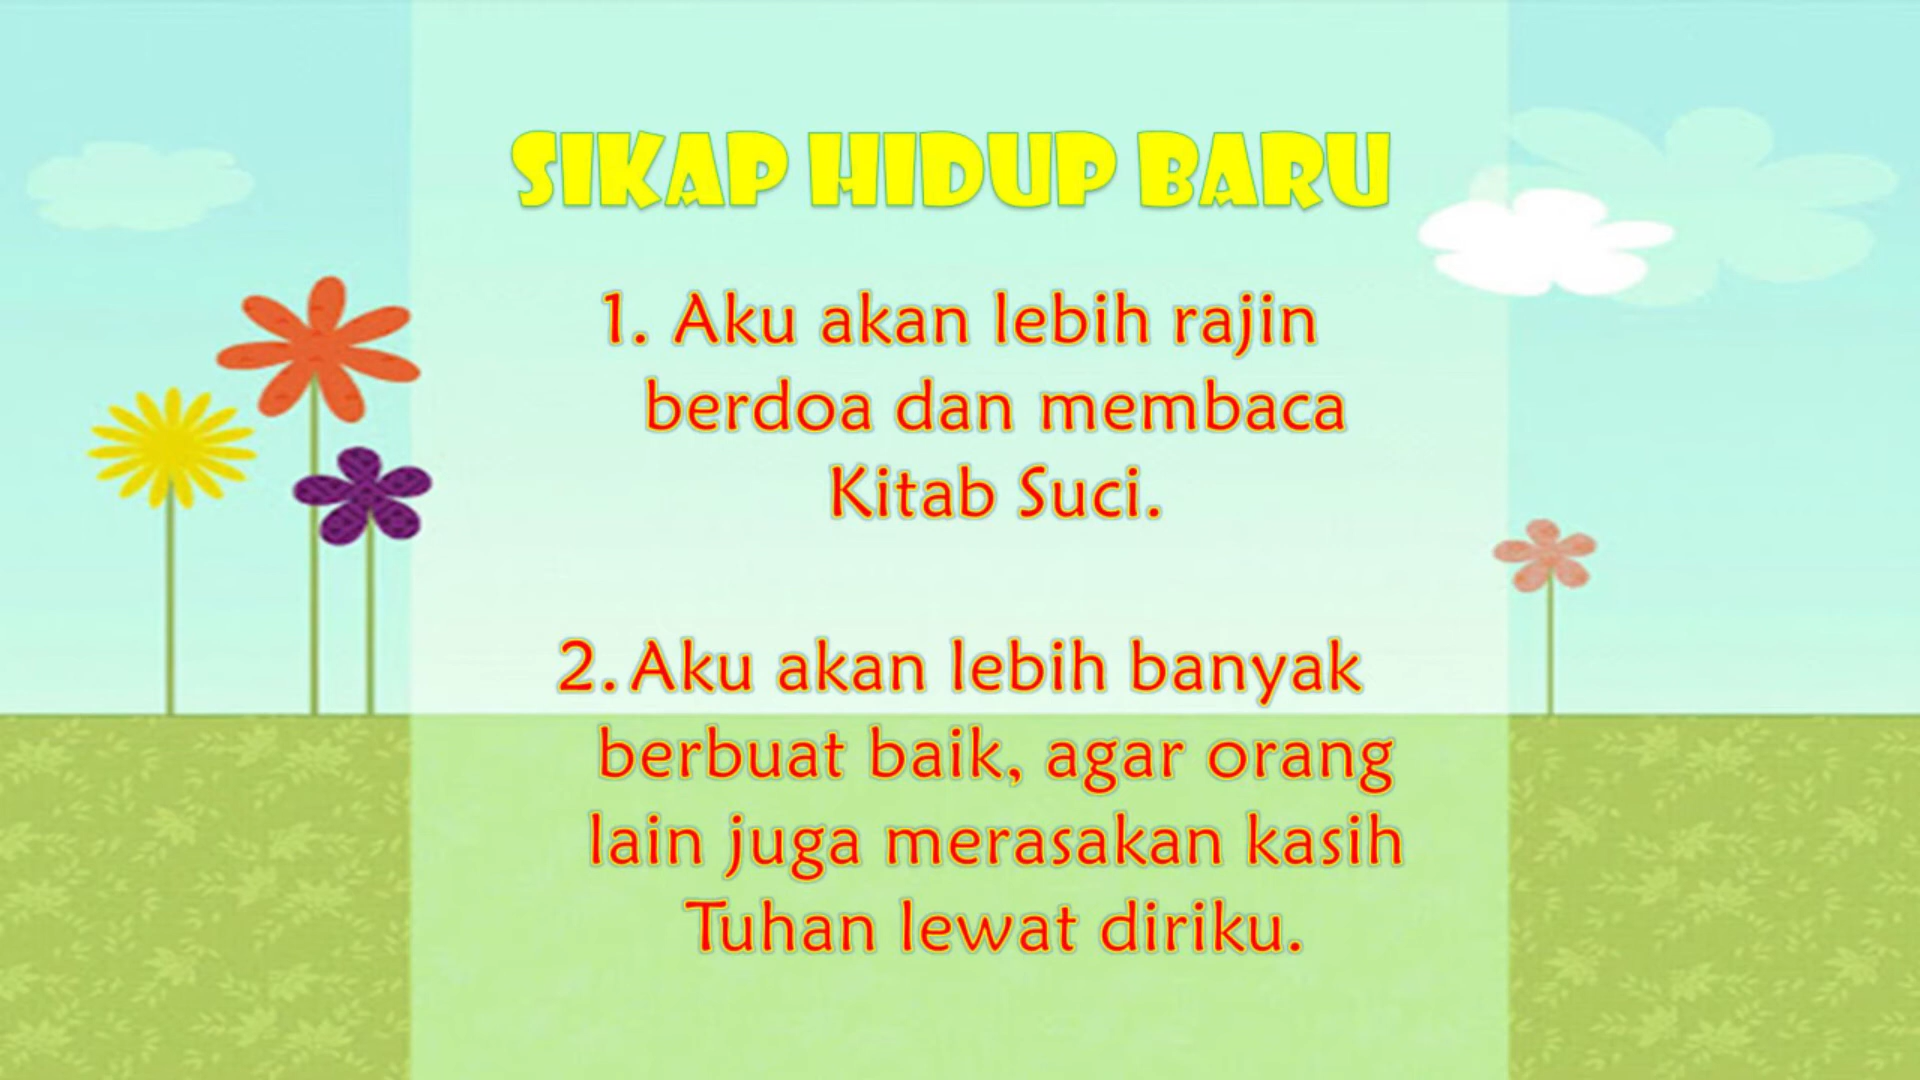 SIKAP HIDUP BARU
1. Aku akan lebih rajin
berdoa dan membaca
Kitab Suci.
2. Aku akan lebih banyak
berbuat baik, agar orang
lain juga merasakan kasih
Tuhan lewat diriku.